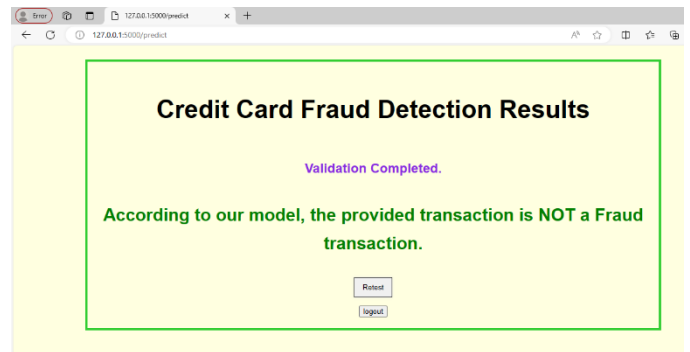 Error
127.0.0.1:5000/predict
127.0.0.1:5000/predict
Credit Card Fraud Detection Results
Validation Completed.
According to our model, the provided transaction is NOT a Fraud
transaction.
Retest
logout